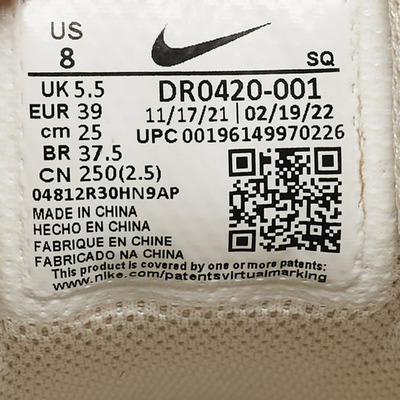 US
8
SQ
UK 5.5
EUR 39
cm 25
BR 37.5
CN 250(2.5)
DR0420-001
11/17/21 | 02/19/22
UPC 00196149970226
04812R30HN9AP
MADE IN CHINA
HECHO EN CHINA
FABRIQUE EN CHINE
FABRICADO NA CHINA
This product is covered by one or more patents:
www.nike.com/patentsvirtualmarking